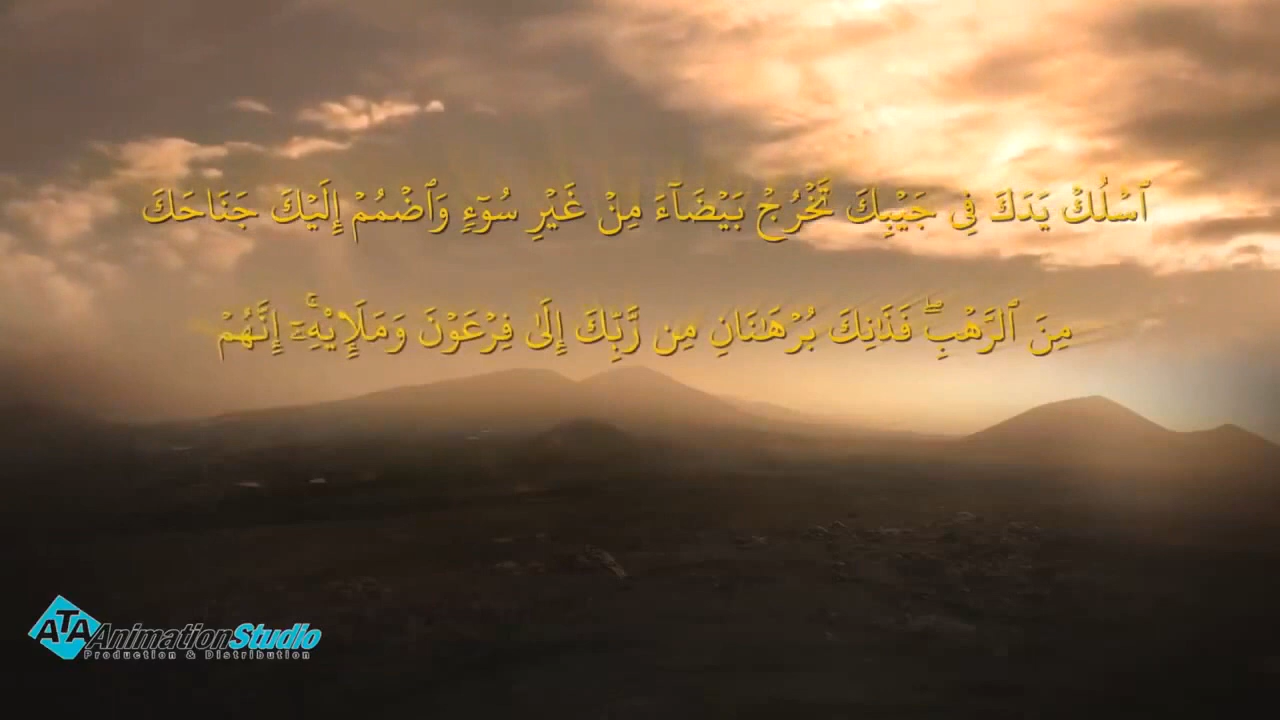 ٱسْلُكْ يَدَكَ فِى جَيْبِكَ تَخْرُجْ بَيْضَآءَ مِنْ غَيْرِ سُوٓءٍ وَٱضْمُمْ إِلَيْكَ جَنَاحَكَ
مِنَ ٱلرَّهْبِ ۖ فَذَٰنِكَ بُرْهَـٰنَانِ مِن رَّبِّكَ إِلَىٰ فِرْعَوْنَ وَمَلَإِيْهِۦٓ ۚ إِنَّهُمْ
ATA AnimationStudio
Production & Distribution